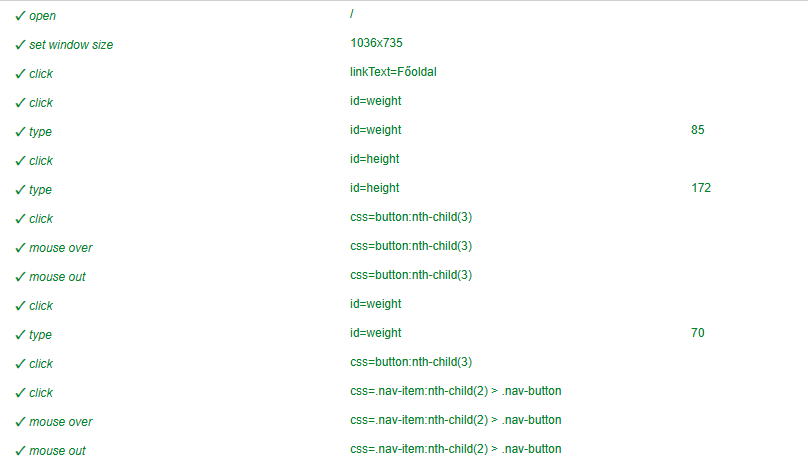 ✓ open /
✓ set window size 1036x735
✓ click linkText=Főoldal
✓ click id=weight
✓ type id=weight 85
✓ click id=height
✓ type id=height 172
✓ click css=button:nth-child(3)
✓ mouse over css=button:nth-child(3)
✓ mouse out css=button:nth-child(3)
✓ click id=weight
✓ type id=weight 70
✓ click css=button:nth-child(3)
✓ click css=.nav-item:nth-child(2) > .nav-button
✓ mouse over css=.nav-item:nth-child(2) > .nav-button
✓ mouse out css=.nav-item:nth-child(2) > .nav-button